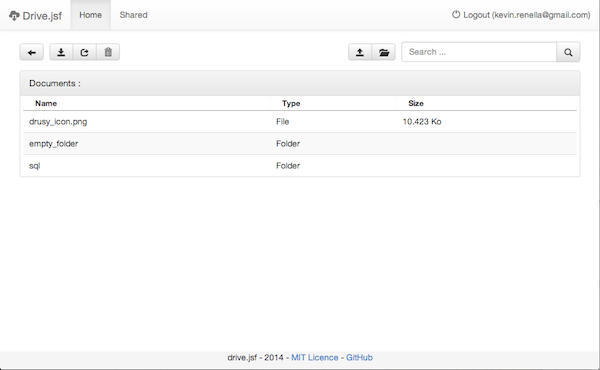 Drive.jsf Home Shared Logout (kevin.renella@gmail.com)
Search ...
Documents :
Name Type Size
drusy_icon.png File 10.423 Ko
empty_folder Folder
sql Folder
drive.jsf - 2014 - MIT Licence - GitHub